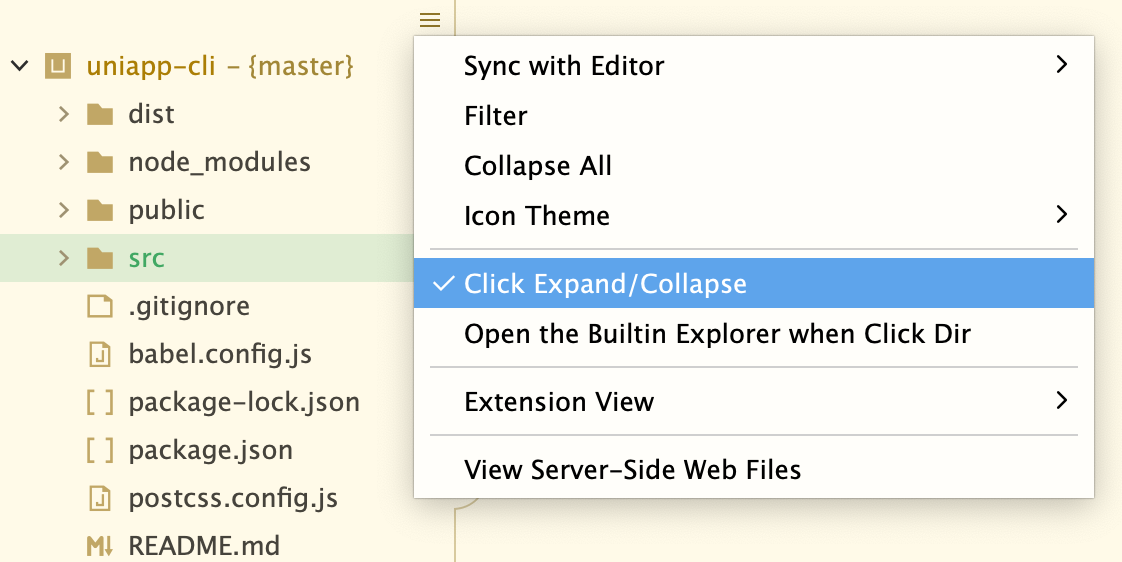 uniapp-cli - {master}
dist
node_modules
public
src
.gitignore
babel.config.js
package-lock.json
package.json
postcss.config.js
README.md
Sync with Editor
Filter
Collapse All
Icon Theme
Click Expand/Collapse
Open the Builtin Explorer when Click Dir
Extension View
View Server-Side Web Files